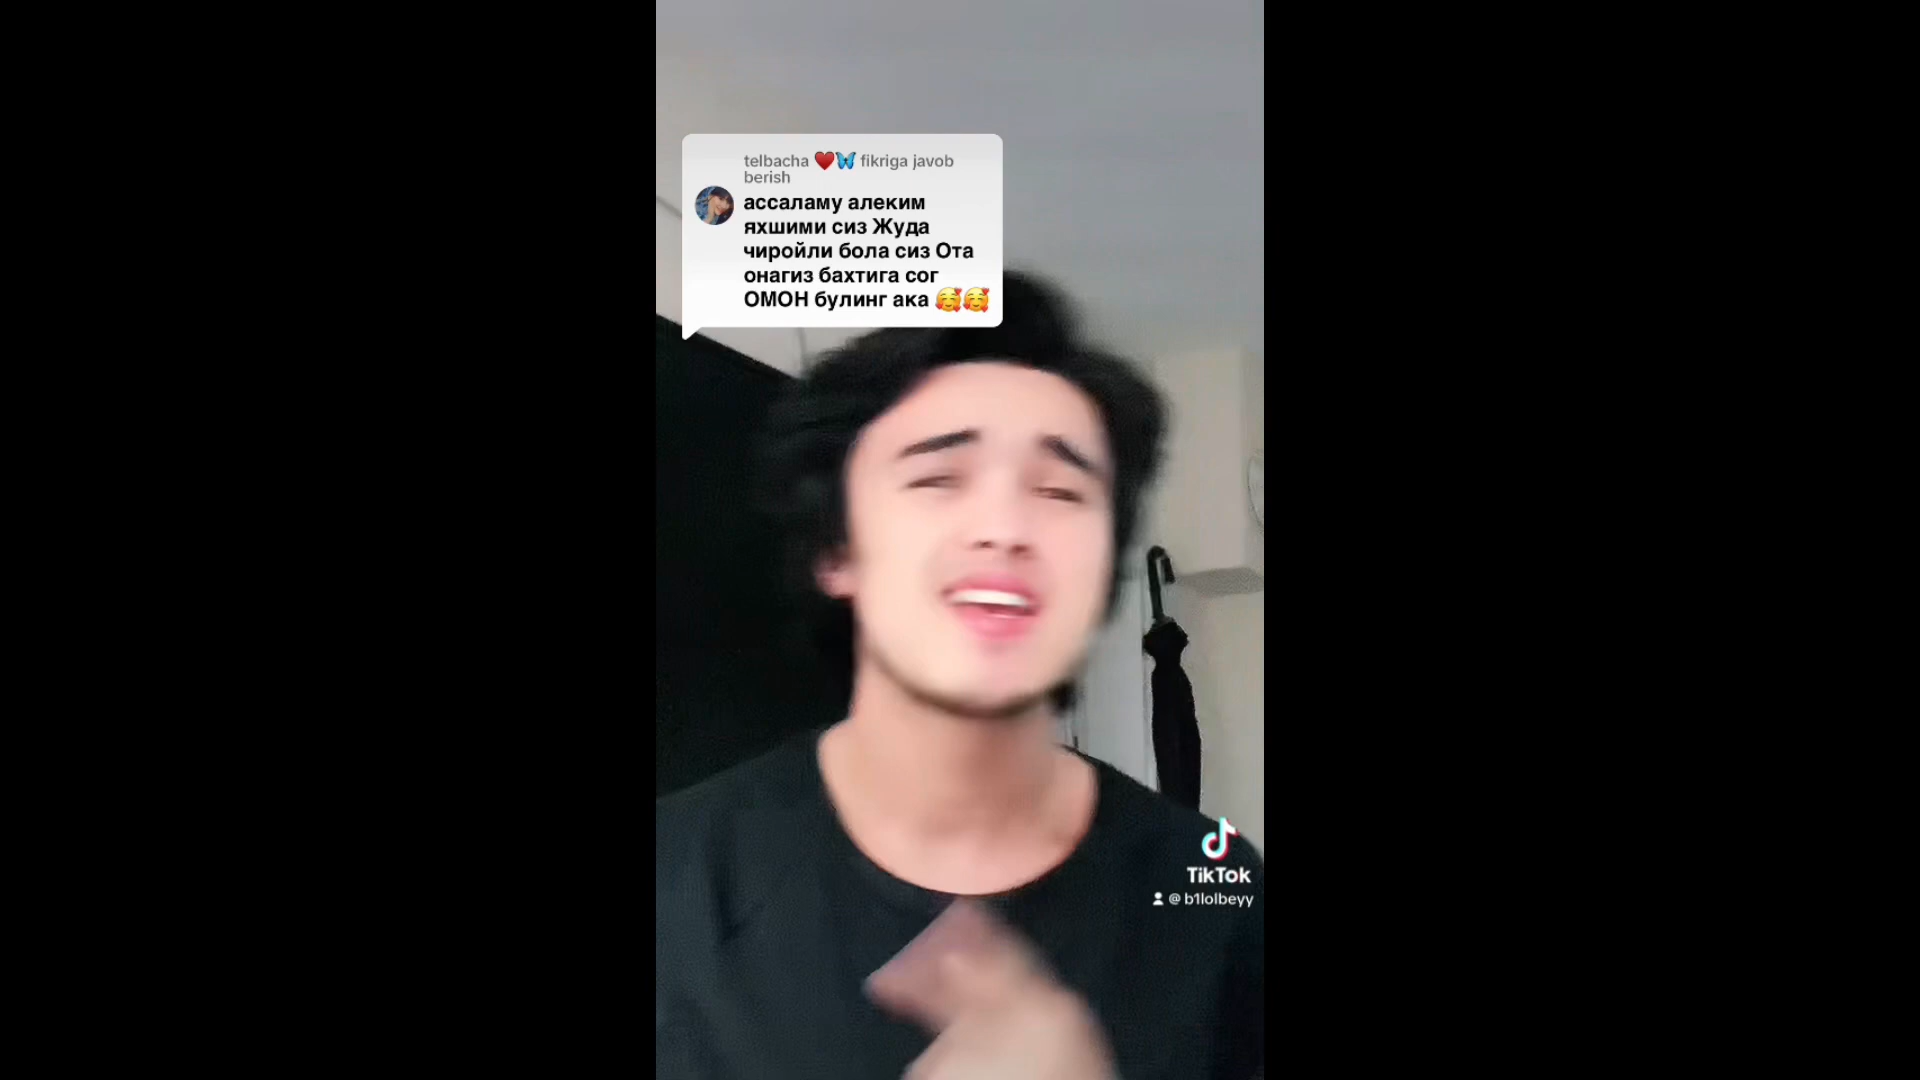 telbacha ❤️🦋 fikriga javob
berish
ассаламу алеким
яхшими сиз Жуда
чиройли бола сиз Ота
онагиз бахтига сог
ОМОН булинг ака 🥰🥰
TikTok
@ b1lolbeyy